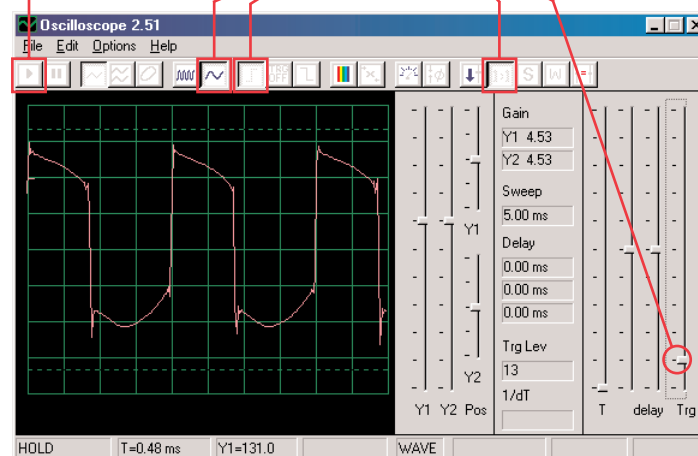 Oscilloscope 2.51
File Edit Options Help
1:1 S W
Gain
Y1 4.53
Y2 4.53
Sweep
5.00 ms
Delay
0.00 ms
0.00 ms
0.00 ms
Trg Lev
13
1/dT
Y1
Y2
Y1 Y2 Pos
T delay Trg
HOLD T=0.48 ms Y1=131.0 WAVE